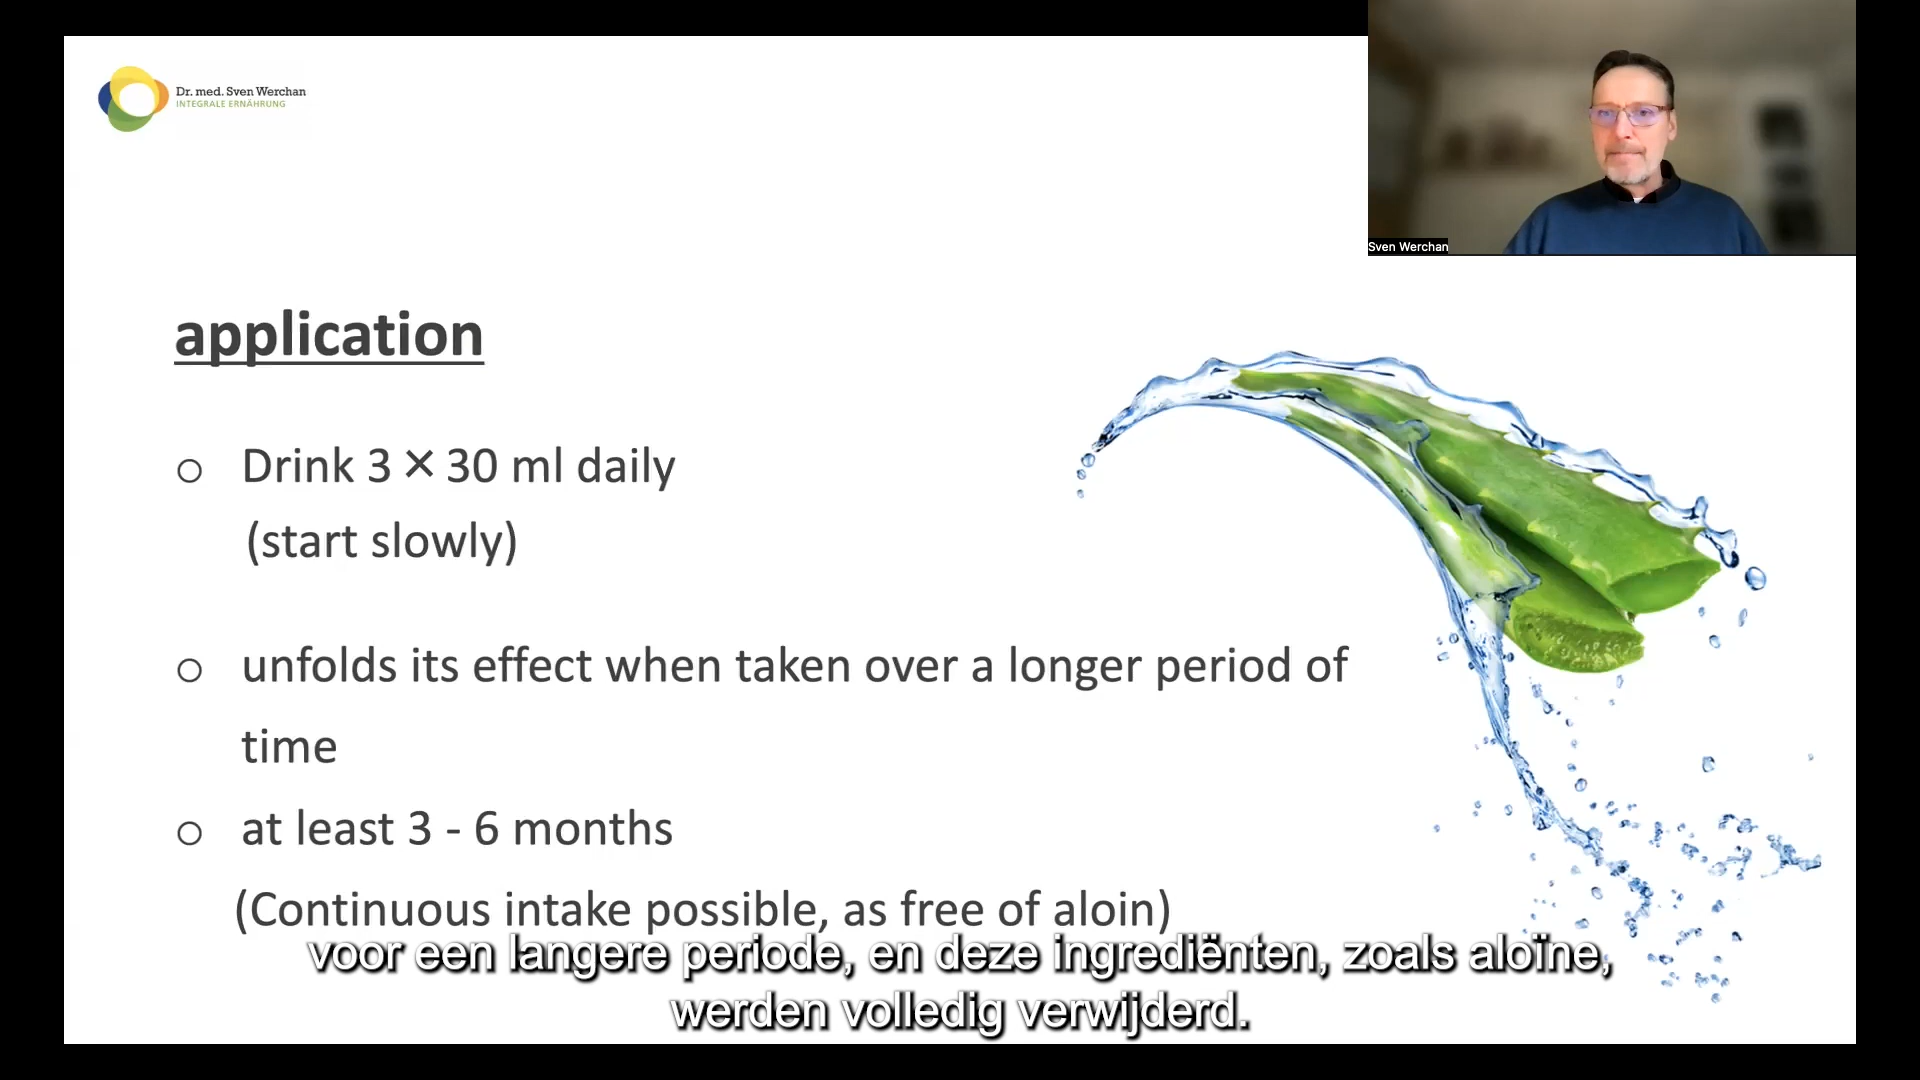 Dr. med. Sven Werchan
INTEGRALE ERNÄHRUNG
Sven Werchan
application
o Drink 3 × 30 ml daily
(start slowly)
o unfolds its effect when taken over a longer period of
time
o at least 3 - 6 months
(Continuous intake possible, as free of aloin)
voor een langere periode, en deze ingrediënten, zoals aloïne,
werden volledig verwijderd.